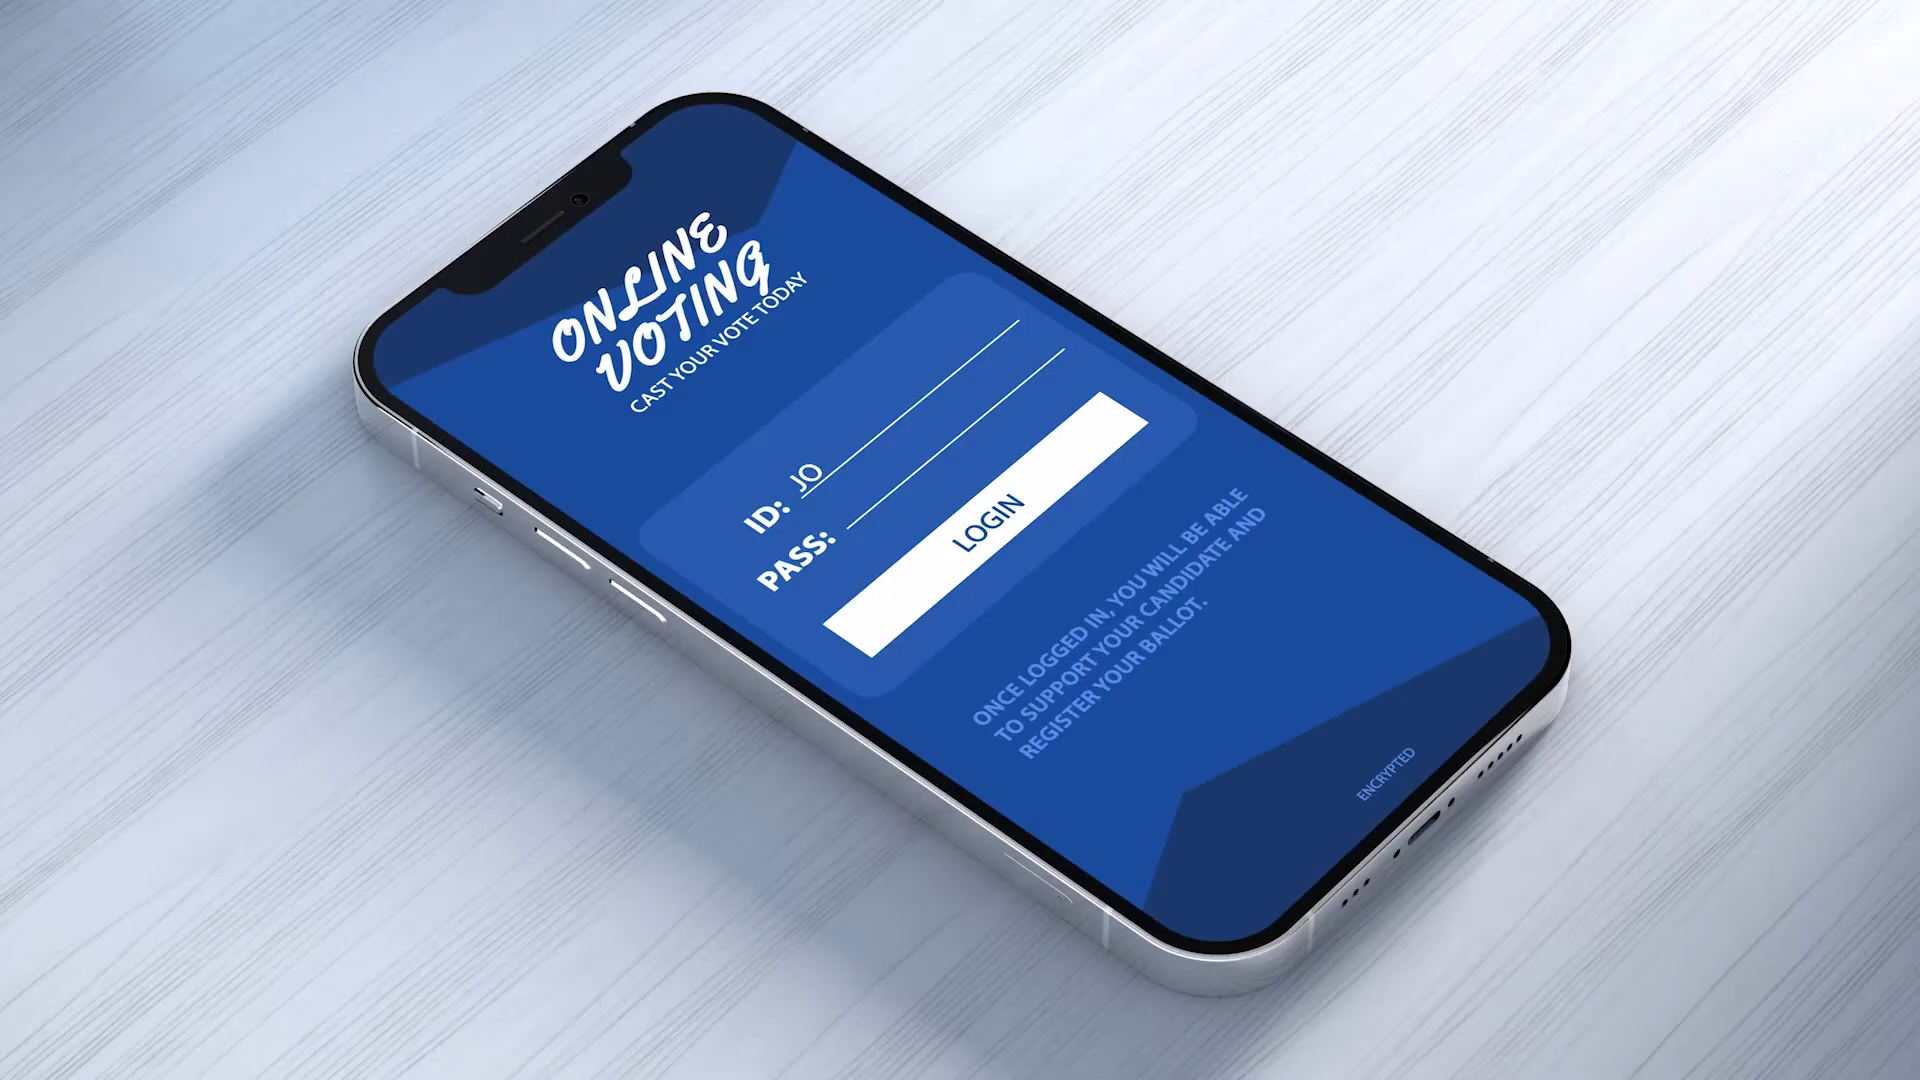 ONLINE
VOTING
CAST YOUR VOTE TODAY
ID: JO
PASS:
LOGIN
ONCE LOGGED IN, YOU WILL BE ABLE
TO SUPPORT YOUR CANDIDATE AND
REGISTER YOUR BALLOT.
ENCRYPTED